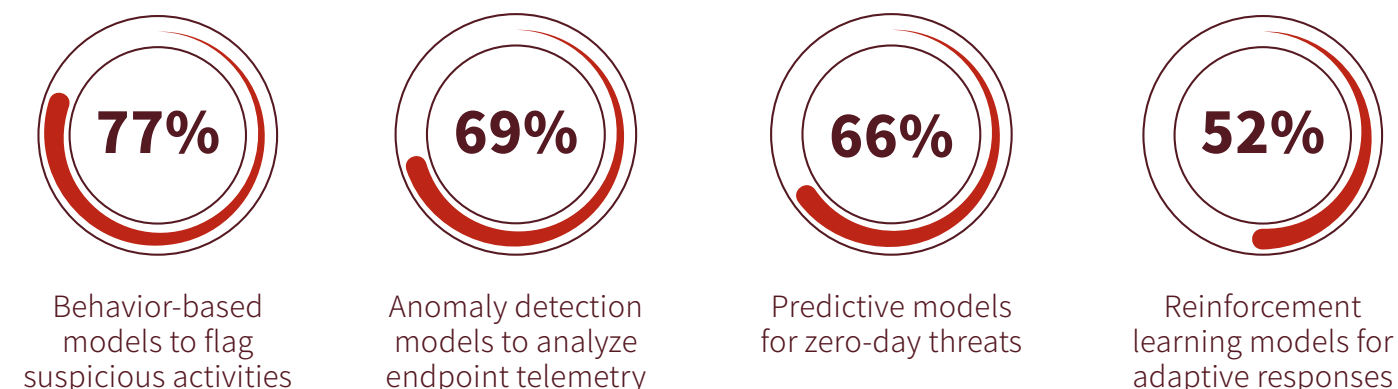 77%
Behavior-based
models to flag
suspicious activities
69%
Anomaly detection
models to analyze
endpoint telemetry
66%
Predictive models
for zero-day threats
52%
Reinforcement
learning models for
adaptive responses